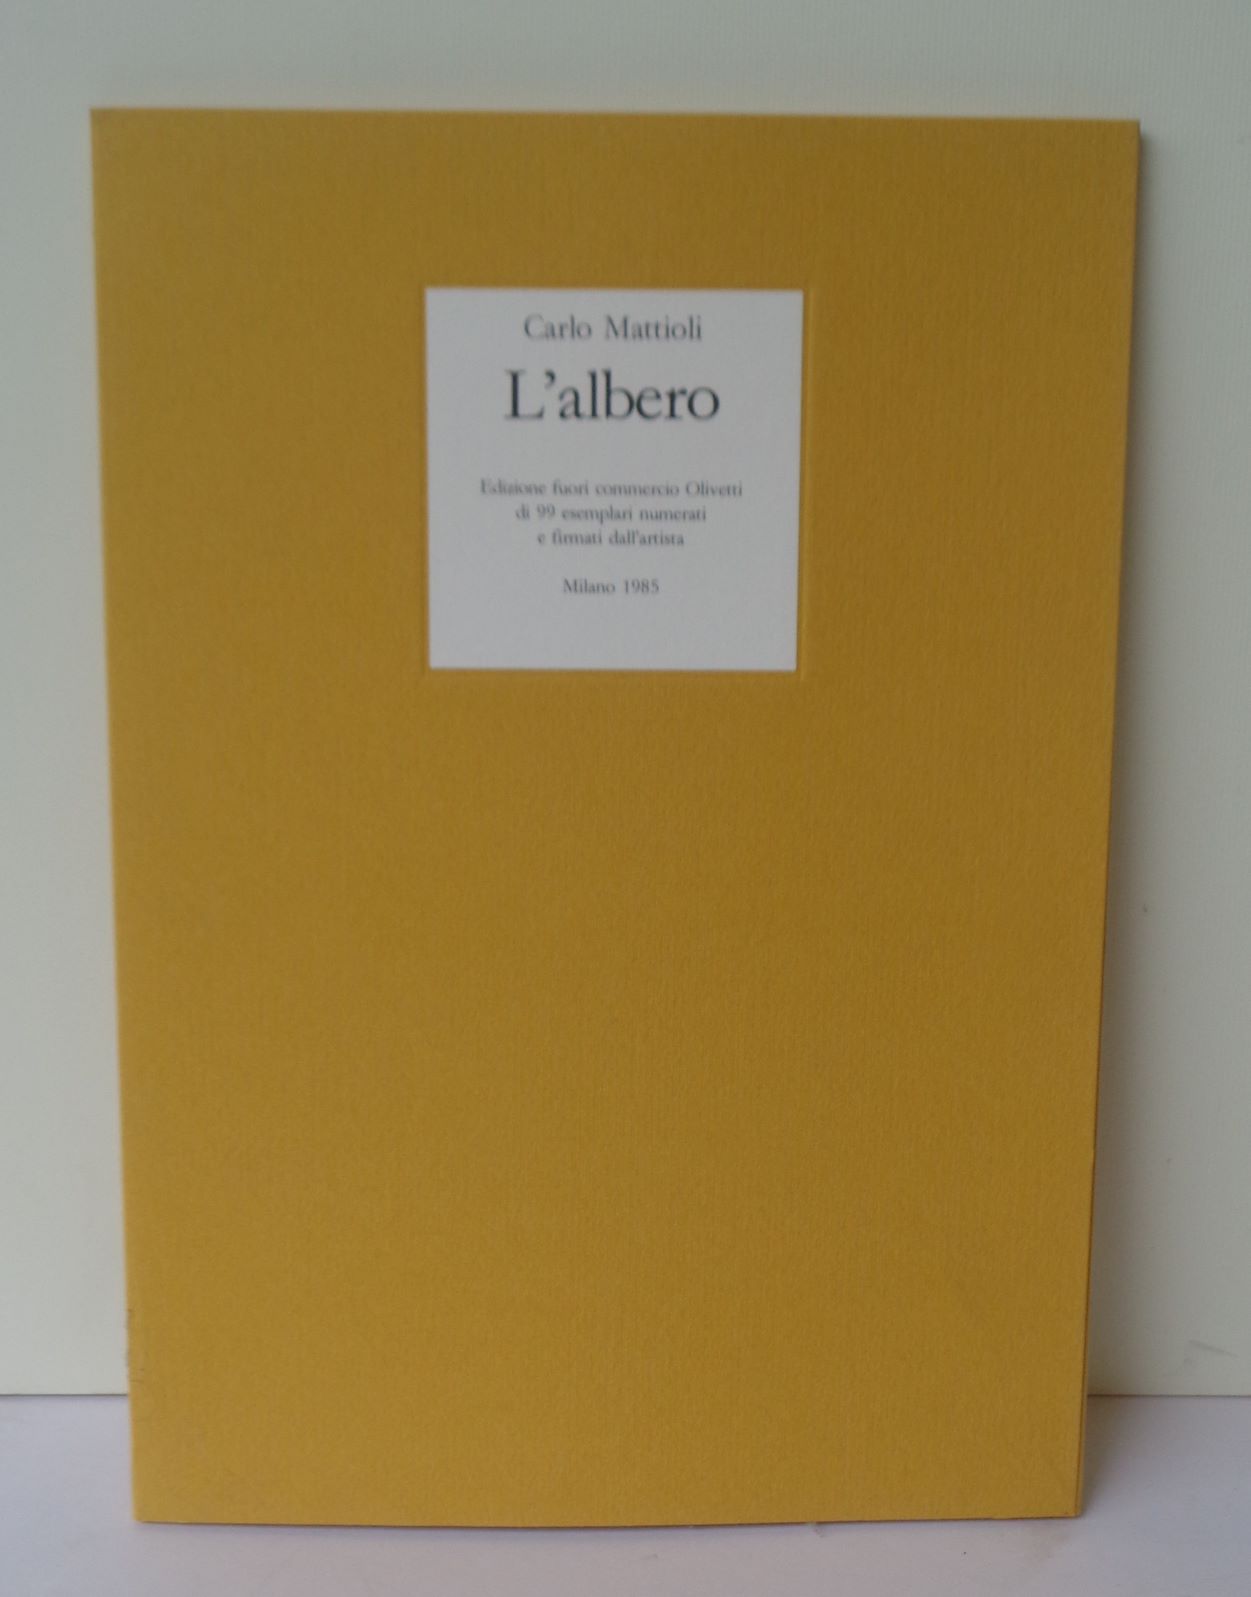 Carlo Mattioli
L'albero
Edizione fuori commercio Olivetti
di 99 esemplari numerati
e firmati dall'artista
Milano 1985